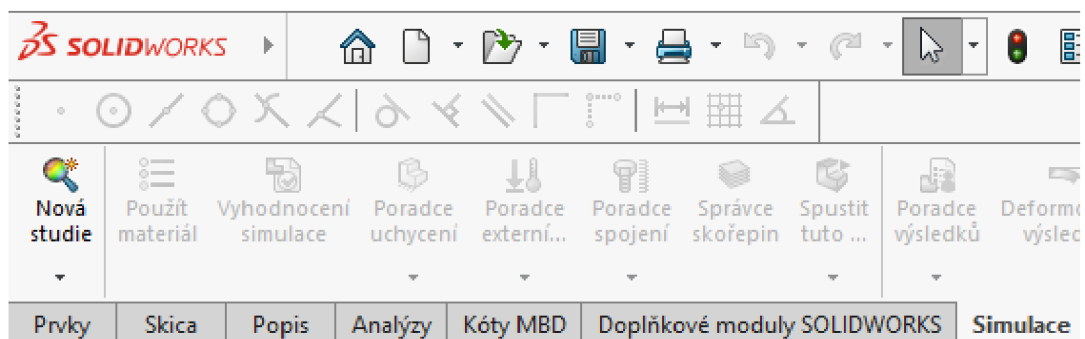 SOLIDWORKS
Nová studie
Použít materiál
Vyhodnocení simulace
Poradce uchycení
Poradce externí...
Poradce spojení
Správce skořepin
Spustit tuto ...
Poradce výsledků
Prvky
Skica
Popis
Analýzy
Kóty MBD
Doplňkové moduly SOLIDWORKS
Simulace